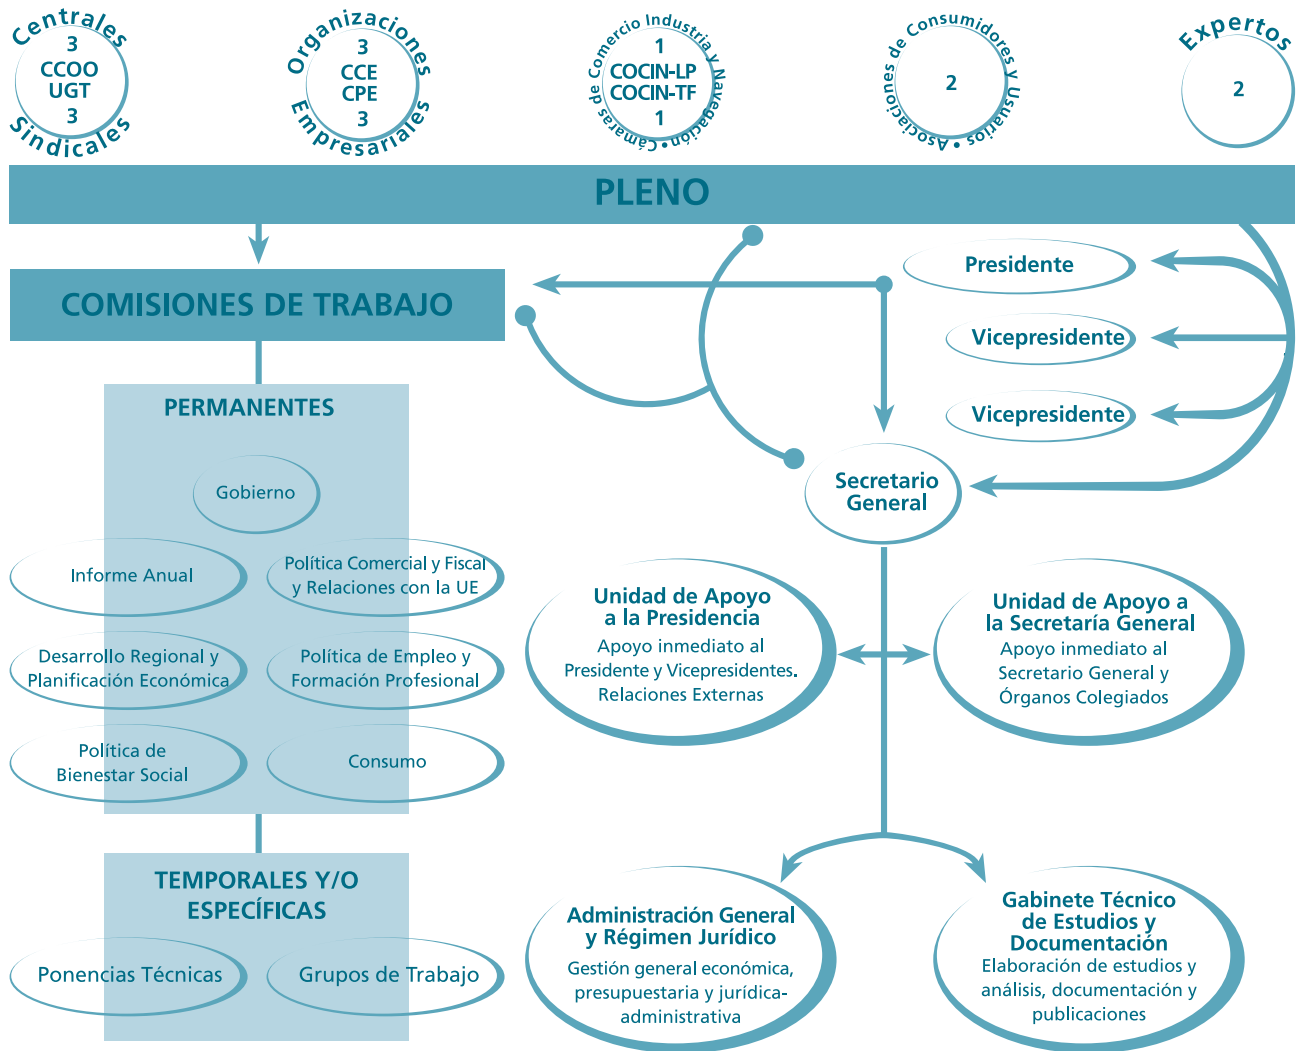 Centrales
3
CCOO
UGT
3
Sindicales
Organizaciones
3
CCE
CPE
3
Empresariales
Cámaras de Comercio Industria y Navegación •
1
COCIN-LP
COCIN-TF
1
Asociaciones de Consumidores y Usuarios •
2
Expertos
2
PLENO
COMISIONES DE TRABAJO
PERMANENTES
Gobierno
Informe Anual
Política Comercial y Fiscal
y Relaciones con la UE
Desarrollo Regional y
Planificación Económica
Política de Empleo y
Formación Profesional
Política de
Bienestar Social
Consumo
TEMPORALES Y/O
ESPECÍFICAS
Ponencias Técnicas
Grupos de Trabajo
Presidente
Vicepresidente
Vicepresidente
Secretario
General
Unidad de Apoyo
a la Presidencia
Apoyo inmediato al
Presidente y Vicepresidentes.
Relaciones Externas
Unidad de Apoyo a
la Secretaría General
Apoyo inmediato al
Secretario General y
Órganos Colegiados
Administración General
y Régimen Jurídico
Gestión general económica,
presupuestaria y jurídica-
administrativa
Gabinete Técnico
de Estudios y
Documentación
Elaboración de estudios y
análisis, documentación y
publicaciones